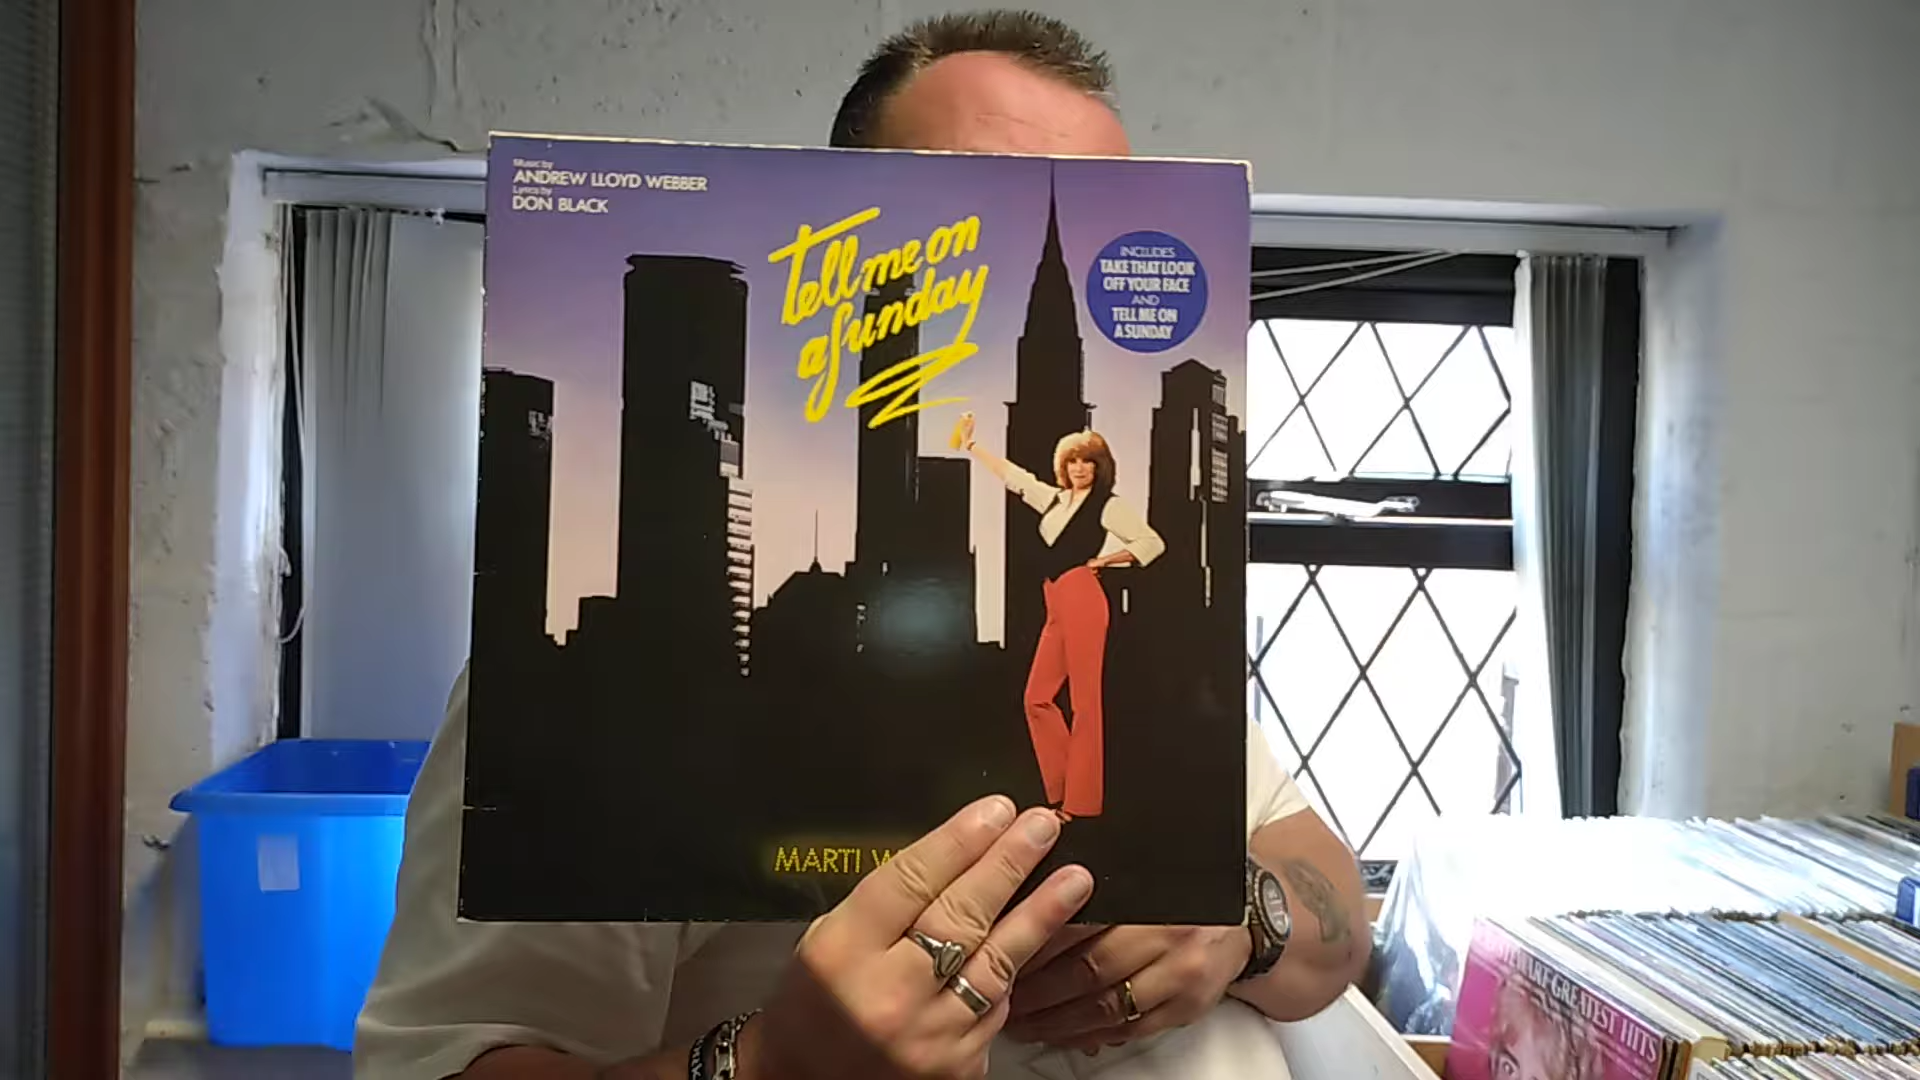 Music by
ANDREW LLOYD WEBBER
Lyrics by
DON BLACK
Tell me on
a Sunday
INCLUDES
TAKE THAT LOOK
OFF YOUR FACE
AND
TELL ME ON
A SUNDAY
MARTI
GREATEST HITS